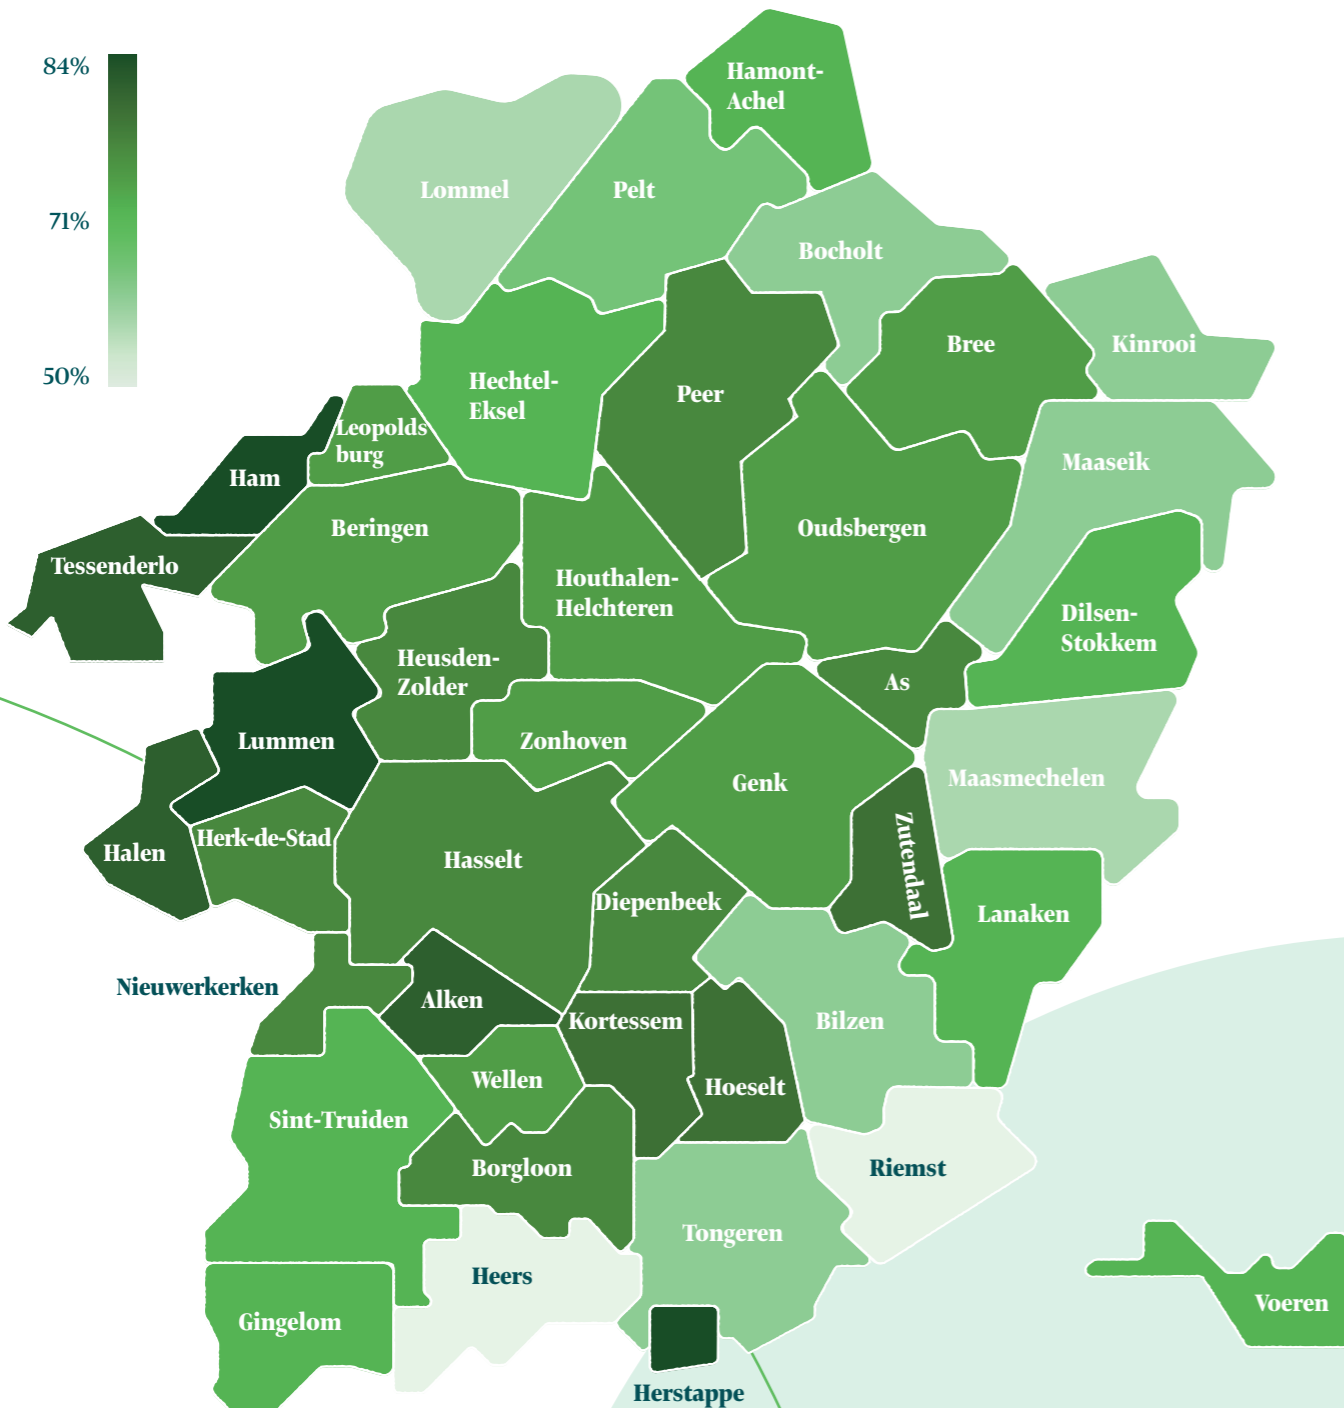 84%
71%
50%
Hamont-
Achel
Lommel
Pelt
Bocholt
Bree
Kinrooi
Hechtel-
Eksel
Peer
Leopolds
burg
Ham
Maaseik
Beringen
Oudsbergen
Tessenderlo
Houthalen-
Helchteren
Dilsen-
Stokkem
Heusden-
Zolder
As
Lummen
Zonhoven
Genk
Maasmechelen
Herk-de-Stad
Halen
Hasselt
Zutendaal
Diepenbeek
Lanaken
Nieuwerkerken
Alken
Kortessem
Bilzen
Wellen
Hoeselt
Sint-Truiden
Borgloon
Riemst
Tongeren
Heers
Voeren
Gingelom
Herstappe